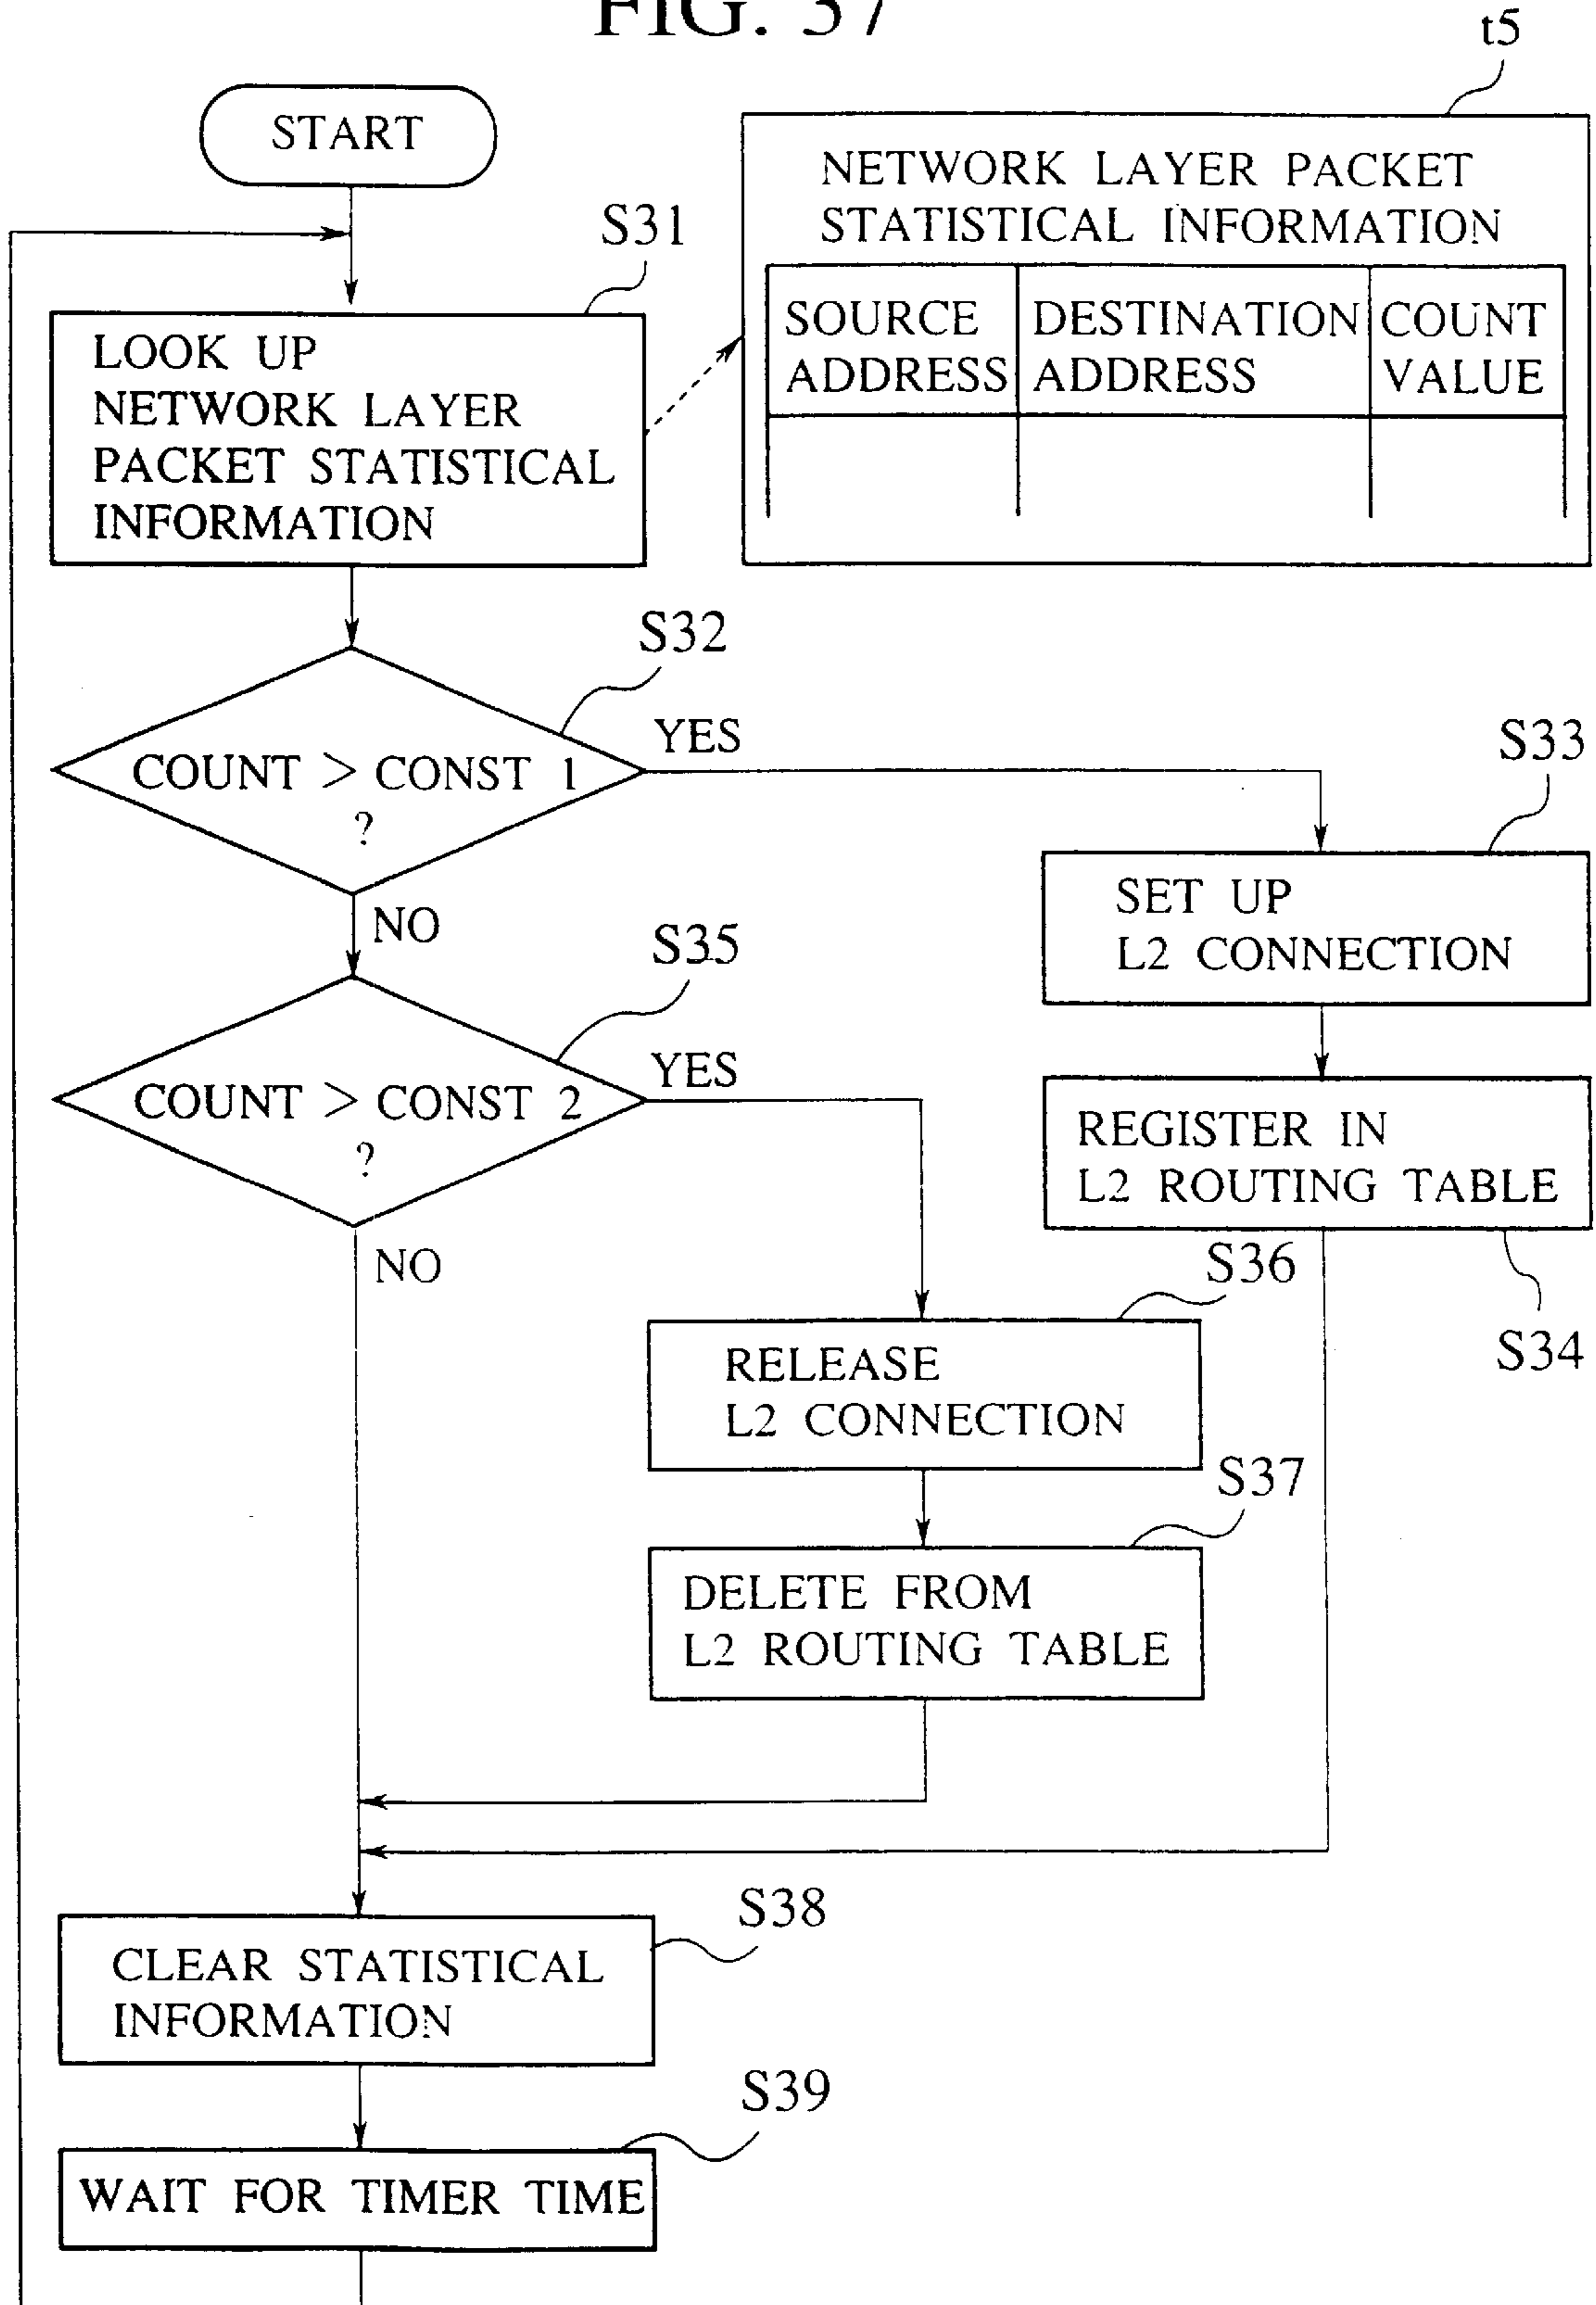 FIG. 37
START
t5
NETWORK LAYER PACKET
STATISTICAL INFORMATION
SOURCE
ADDRESS
DESTINATION
ADDRESS
COUNT
VALUE
S31
LOOK UP
NETWORK LAYER
PACKET STATISTICAL
INFORMATION
S32
COUNT > CONST 1
?
YES
NO
S33
SET UP
L2 CONNECTION
S35
COUNT > CONST 2
?
YES
NO
REGISTER IN
L2 ROUTING TABLE
S34
S36
RELEASE
L2 CONNECTION
S37
DELETE FROM
L2 ROUTING TABLE
S38
CLEAR STATISTICAL
INFORMATION
S39
WAIT FOR TIMER TIME